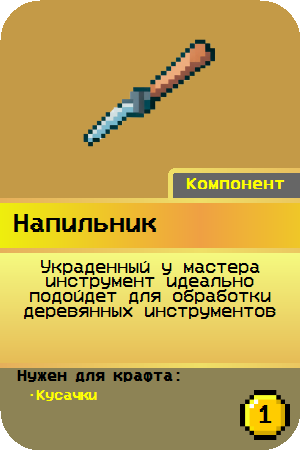 Компонент
Напильник
Украденный у мастера
инструмент идеально
подойдет для обработки
деревянных инструментов
Нужен для крафта:
·Кусачки
1